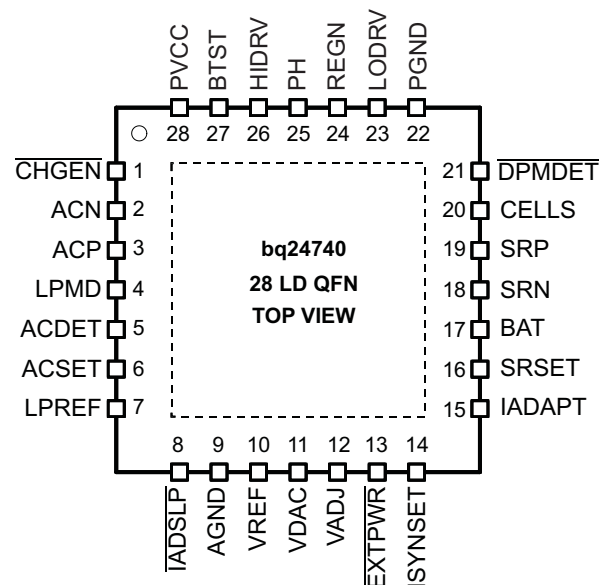 PVCC
BTST
HIDRV
PH
REGN
LODRV
PGND
28 27 26 25 24 23 22
CHGEN 1
ACN 2
ACP 3
LPMD 4
ACDET 5
ACSET 6
LPREF 7
bq24740
28 LD QFN
TOP VIEW
21 DPMDET
20 CELLS
19 SRP
18 SRN
17 BAT
16 SRSET
15 IADAPT
8 9 10 11 12 13 14
IADSLP
AGND
VREF
VDAC
VADJ
EXTPWR
ISYNSET